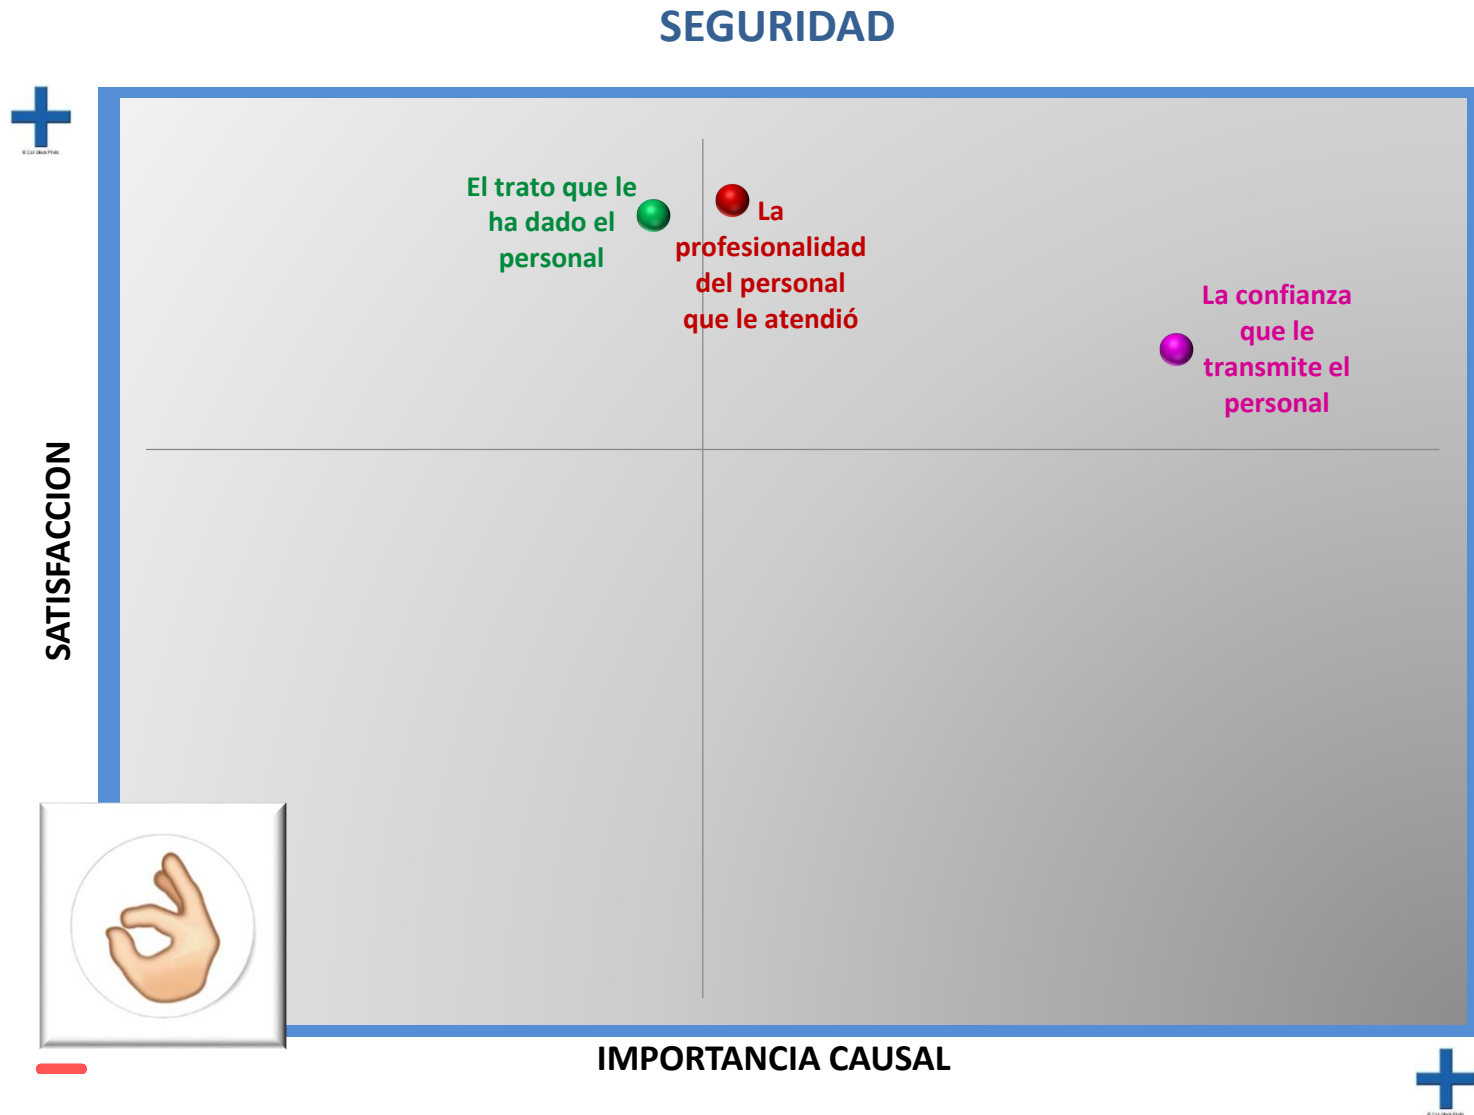 SEGURIDAD
El trato que le
ha dado el
personal
La
profesionalidad
del personal
que le atendió
La confianza
que le
transmite el
personal
SATISFACCION
IMPORTANCIA CAUSAL